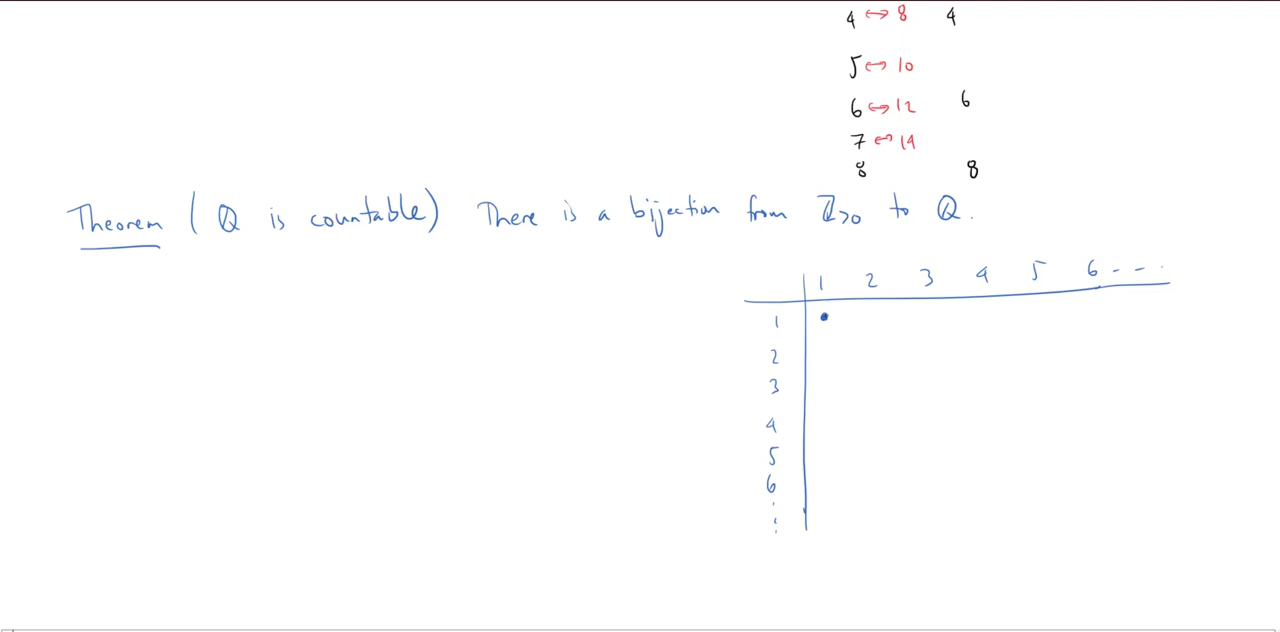 4 ↔ 8 4
5 ↔ 10
6 ↔ 12 6
7 ↔ 14
8 8
Theorem (ℚ is countable) There is a bijection from ℤ>0 to ℚ.
1 2 3 4 5 6 - - .
1
2
3
4
5
6
⋮